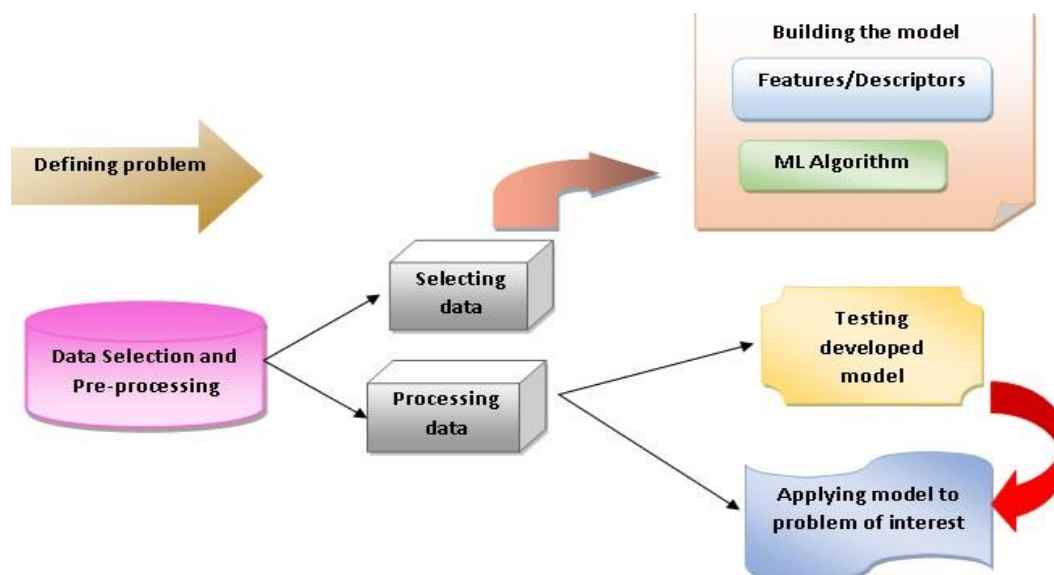 Building the model
Features/Descriptors
ML Algorithm
Defining problem
Selecting
data
Data Selection and
Pre-processing
Processing
data
Testing
developed
model
Applying model to
problem of interest